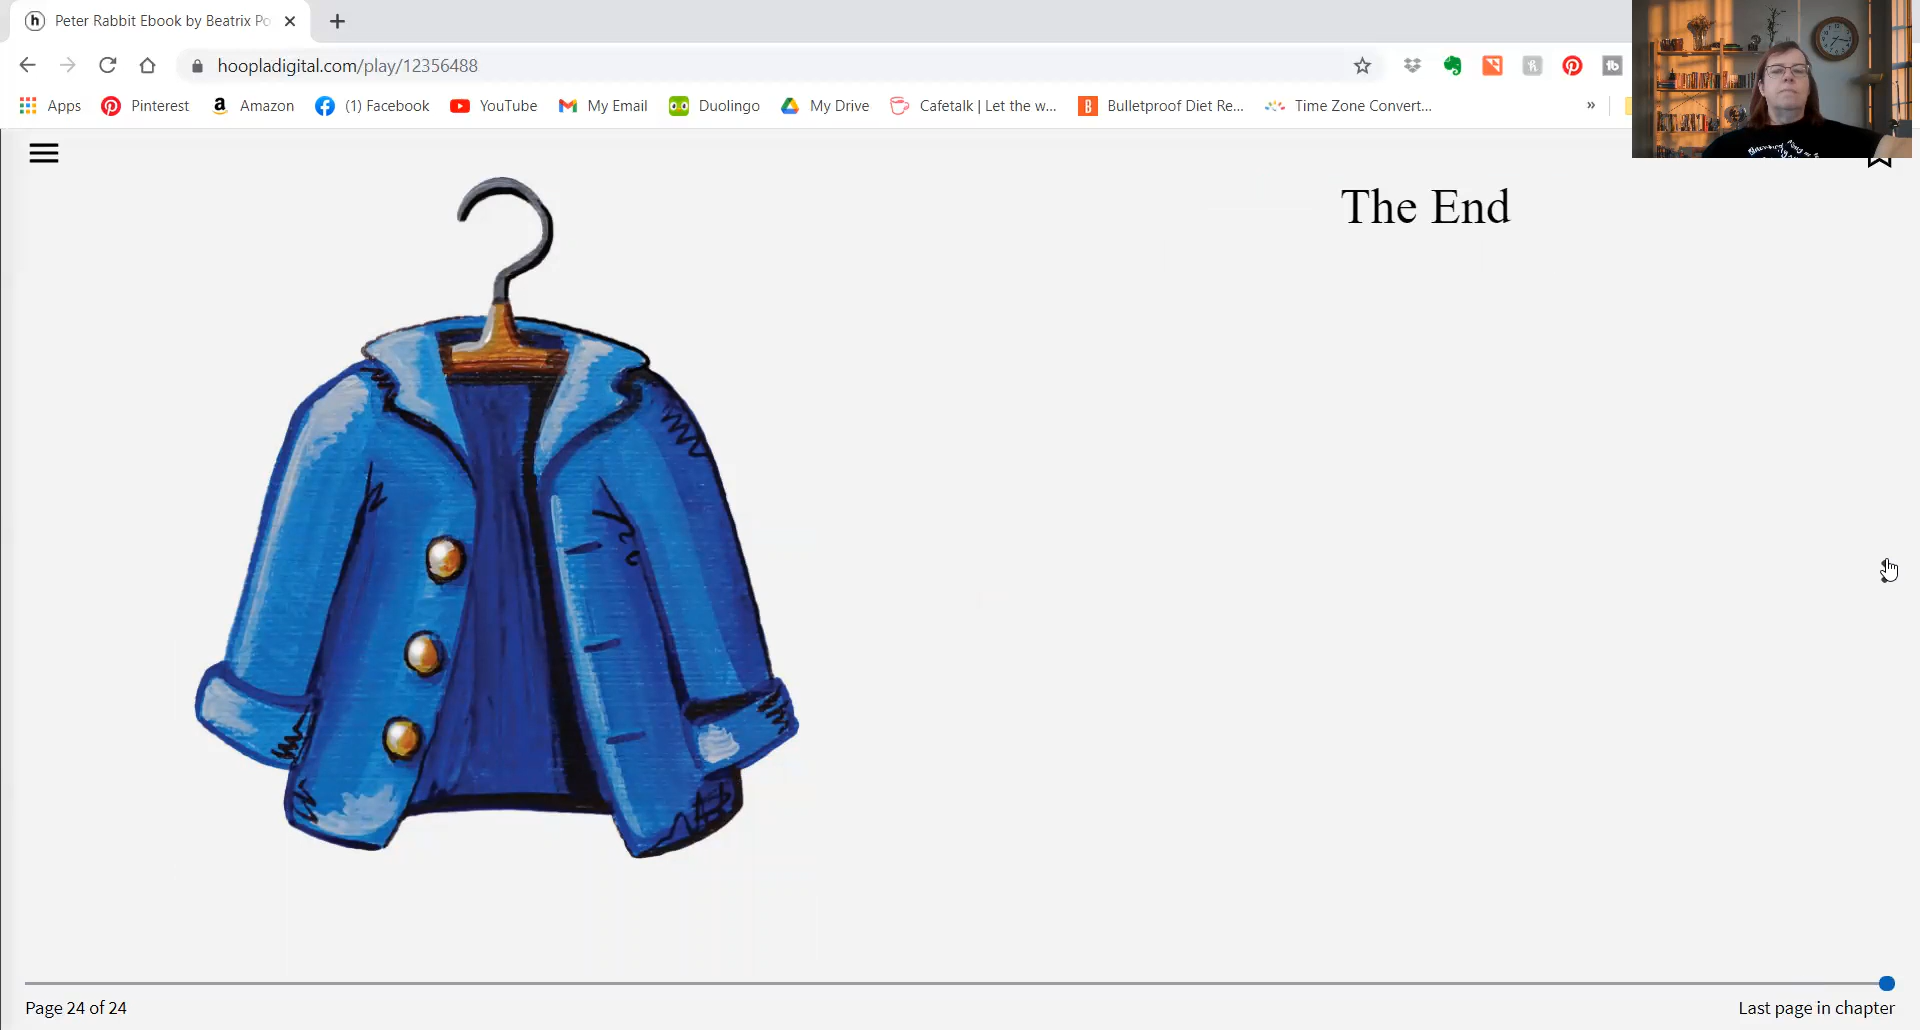 Peter Rabbit Ebook by Beatrix Po
hoopladigital.com/play/12356488
Apps
Pinterest
Amazon
(1) Facebook
YouTube
My Email
Duolingo
My Drive
Cafetalk | Let the w...
Bulletproof Diet Re...
Time Zone Convert...
The End
Page 24 of 24
Last page in chapter